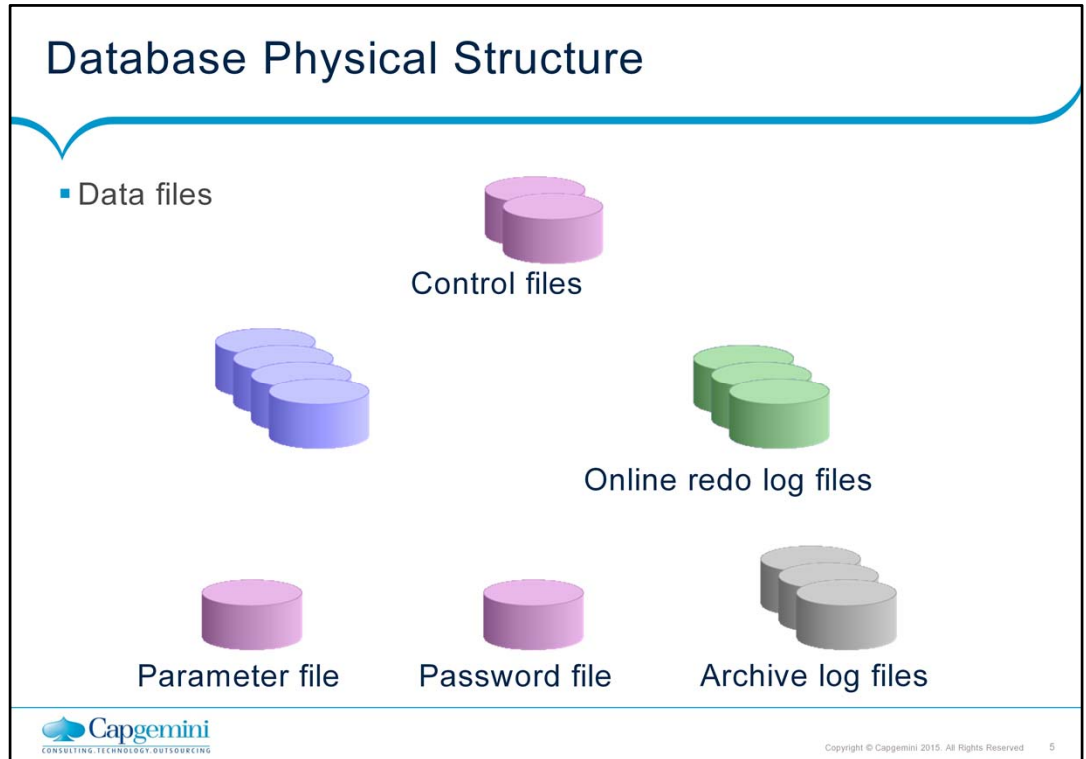 Database Physical Structure
▪ Data files
Control files
Online redo log files
Parameter file
Password file
Archive log files
Capgemini
CONSULTING.TECHNOLOGY.OUTSOURCING
Copyright © Capgemini 2015. All Rights Reserved 5